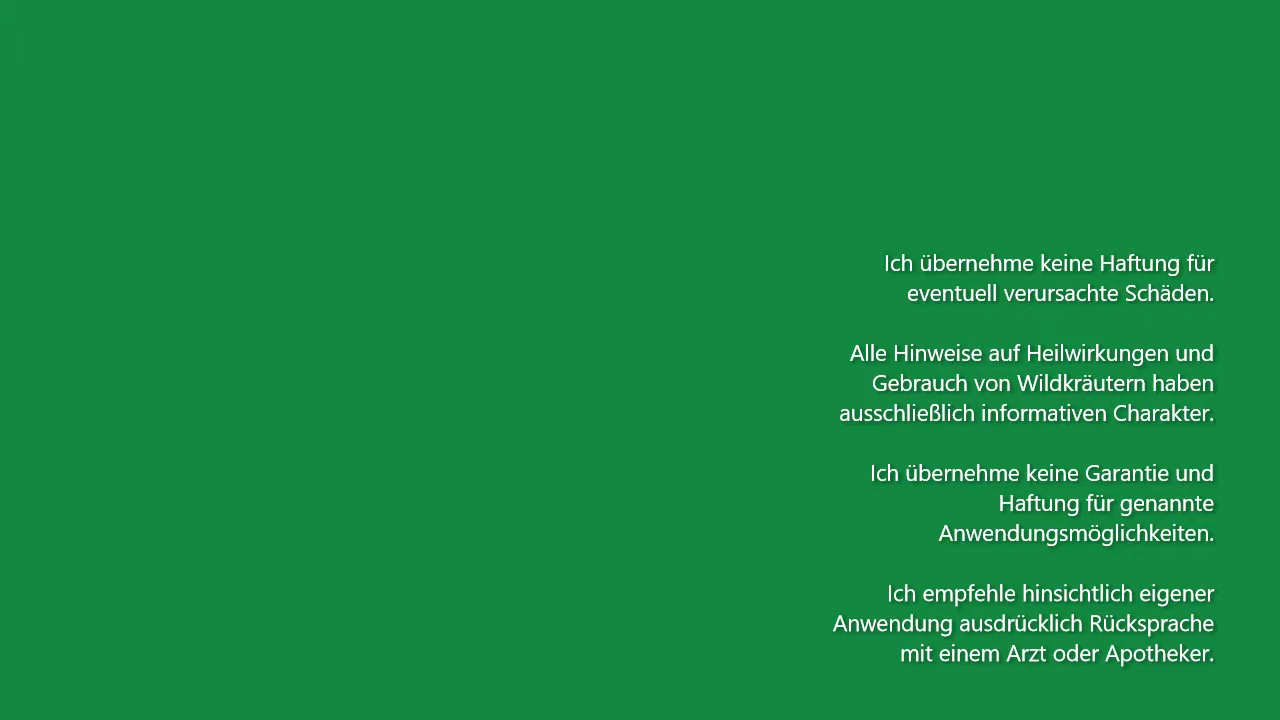 Ich übernehme keine Haftung für
eventuell verursachte Schäden.
Alle Hinweise auf Heilwirkungen und
Gebrauch von Wildkräutern haben
ausschließlich informativen Charakter.
Ich übernehme keine Garantie und
Haftung für genannte
Anwendungsmöglichkeiten.
Ich empfehle hinsichtlich eigener
Anwendung ausdrücklich Rücksprache
mit einem Arzt oder Apotheker.